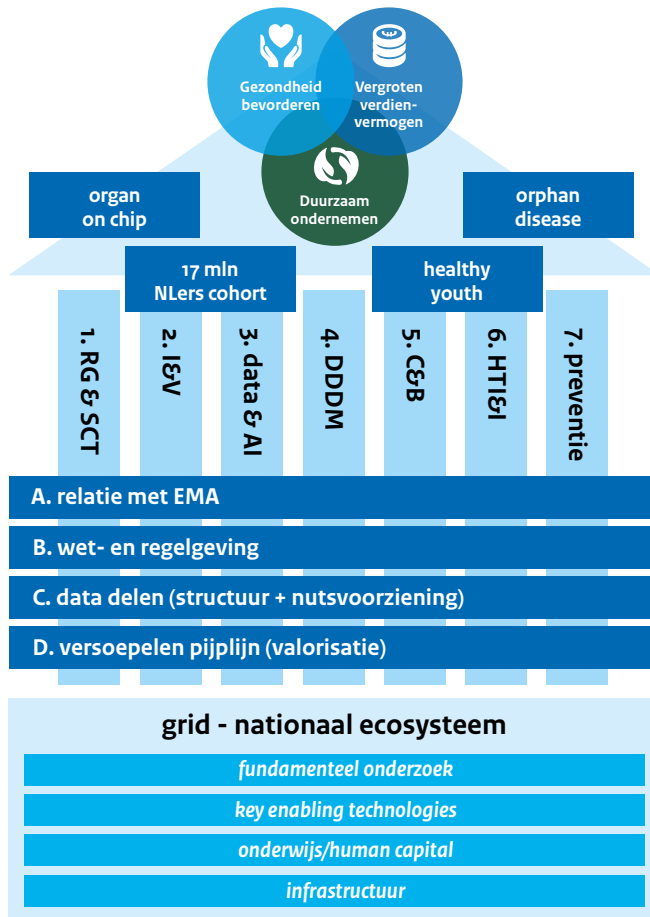 Gezondheid
bevorderen
Vergroten
verdien-
vermogen
Duurzaam
ondernemen
organ
on chip
orphan
disease
17 mln
NLers cohort
healthy
youth
1. RG & SCT
2. I&V
3. data & AI
4. DDDM
5. C&B
6. HTI&I
7. preventie
A. relatie met EMA
B. wet- en regelgeving
C. data delen (structuur + nutsvoorziening)
D. versoepelen pijplijn (valorisatie)
grid - nationaal ecosysteem
fundamenteel onderzoek
key enabling technologies
onderwijs/human capital
infrastructuur